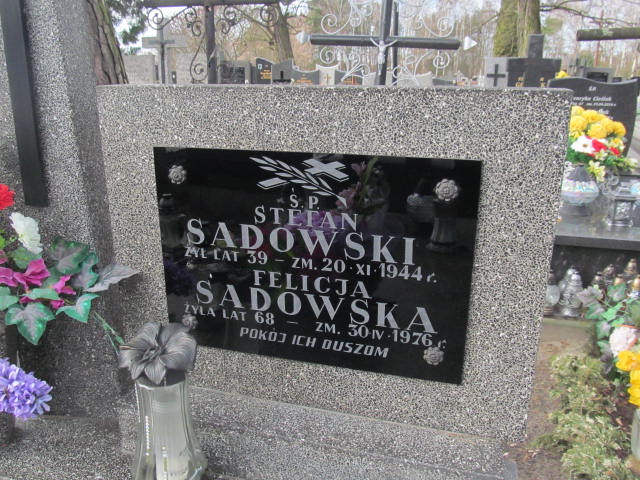 Ś.P.
STEFAN
SADOWSKI
ŻYŁ LAT 39 – ZM. 20·XI·1944 r.
FELICJA
SADOWSKA
ŻYŁA LAT 68 – ZM. 30·IV·1976 r.
POKÓJ ICH DUSZOM